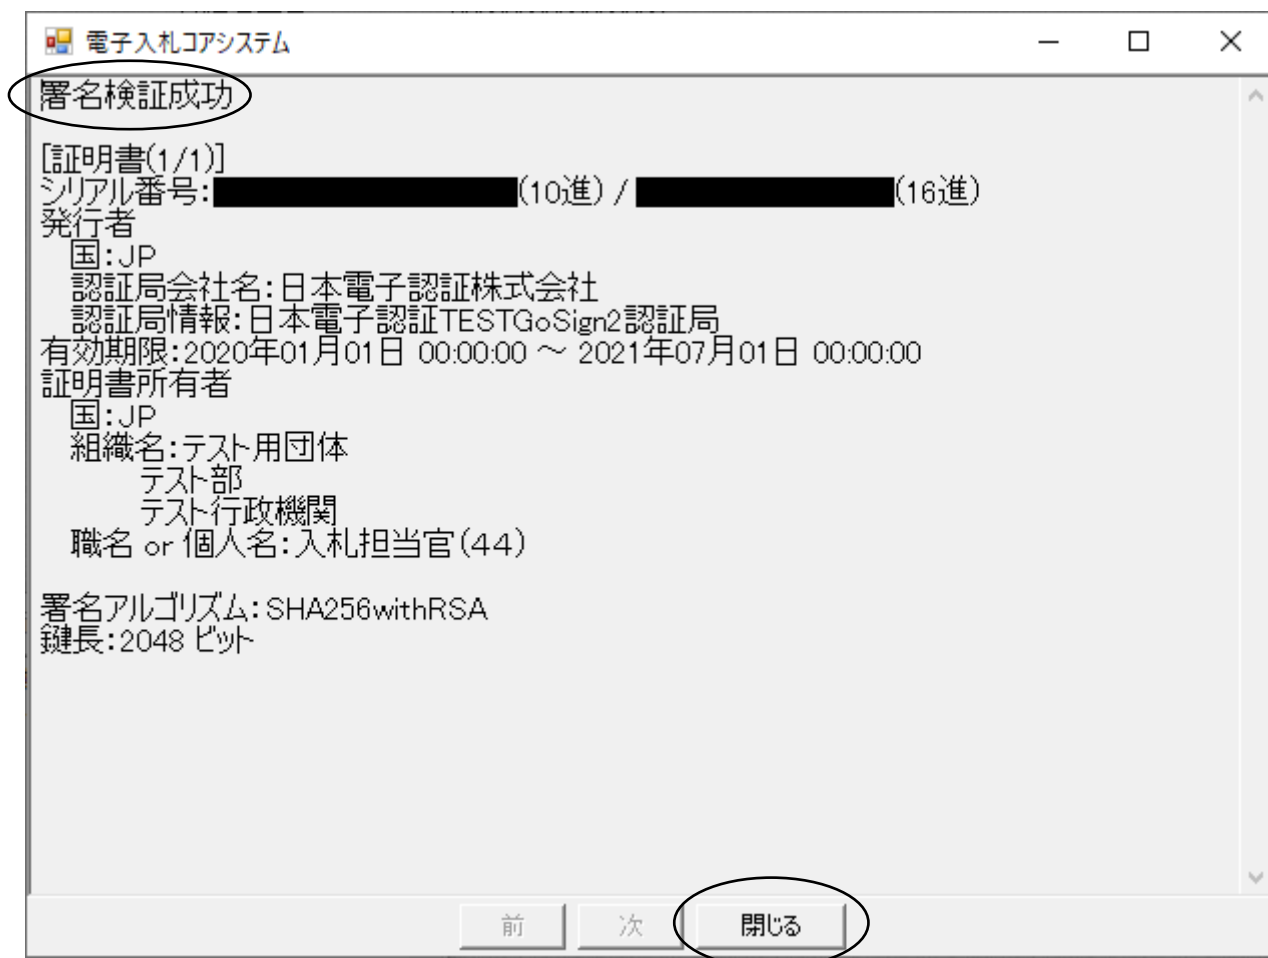 電子入札コアシステム
署名検証成功
[証明書(1/1)]
シリアル番号:(10進) / (16進)
発行者
国:JP
認証局会社名:日本電子認証株式会社
認証局情報:日本電子認証TESTGoSign2認証局
有効期限:2020年01月01日 00:00:00 ～ 2021年07月01日 00:00:00
証明書所有者
国:JP
組織名:テスト用団体
テスト部
テスト行政機関
職名 or 個人名:入札担当官(44)
署名アルゴリズム:SHA256withRSA
鍵長:2048 ビット
前 次 閉じる